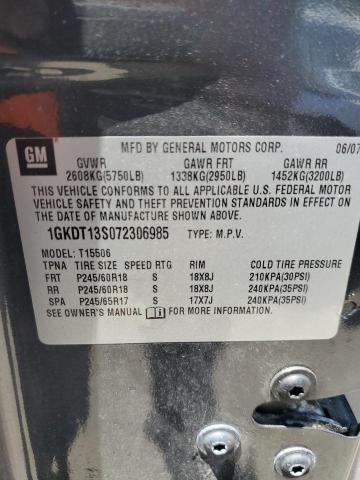 GM
MFD BY GENERAL MOTORS CORP. 06/07
GVWR GAWR FRT GAWR RR
2608KG(5750LB) 1338KG(2950LB) 1452KG(3200LB)
THIS VEHICLE CONFORMS TO ALL APPLICABLE U.S. FEDERAL MOTOR
VEHICLE SAFETY AND THEFT PREVENTION STANDARDS IN EFFECT ON
THE DATE OF MANUFACTURE SHOWN ABOVE.
1GKDT13S072306985 TYPE: M.P.V.
MODEL: T15506
TPNA TIRE SIZE SPEED RTG RIM COLD TIRE PRESSURE
FRT P245/60R18 S 18X8J 210KPA(30PSI)
RR P245/60R18 S 18X8J 240KPA(35PSI)
SPA P245/65R17 S 17X7J 240KPA(35PSI)
SEE OWNER'S MANUAL i FOR MORE INFORMATION.